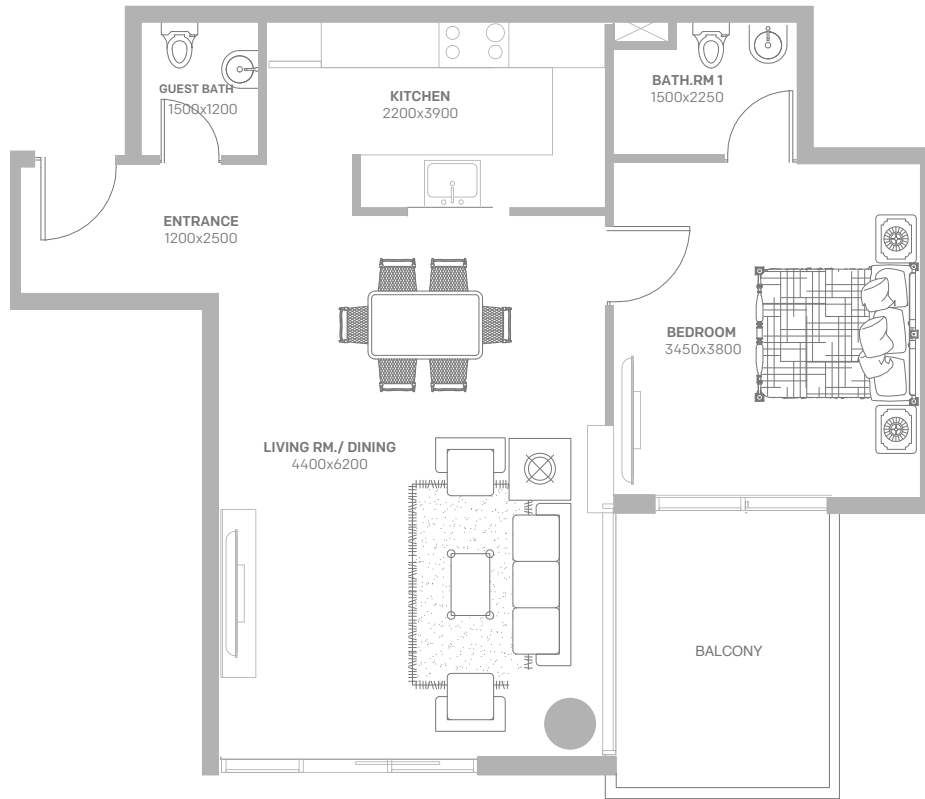 GUEST BATH
1500x1200
KITCHEN
2200x3900
BATH.RM 1
1500x2250
ENTRANCE
1200x2500
BEDROOM
3450x3800
LIVING RM./ DINING
4400x6200
BALCONY